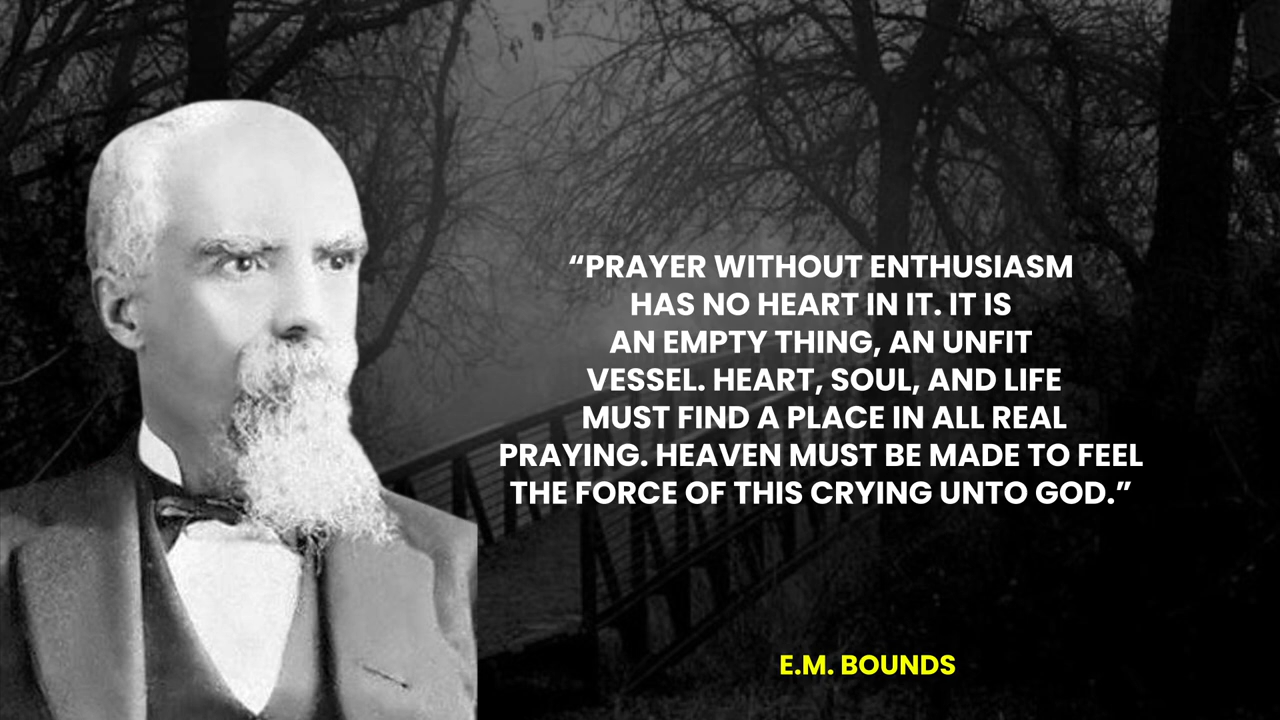 “PRAYER WITHOUT ENTHUSIASM
HAS NO HEART IN IT. IT IS
AN EMPTY THING, AN UNFIT
VESSEL. HEART, SOUL, AND LIFE
MUST FIND A PLACE IN ALL REAL
PRAYING. HEAVEN MUST BE MADE TO FEEL
THE FORCE OF THIS CRYING UNTO GOD.”
E.M. BOUNDS